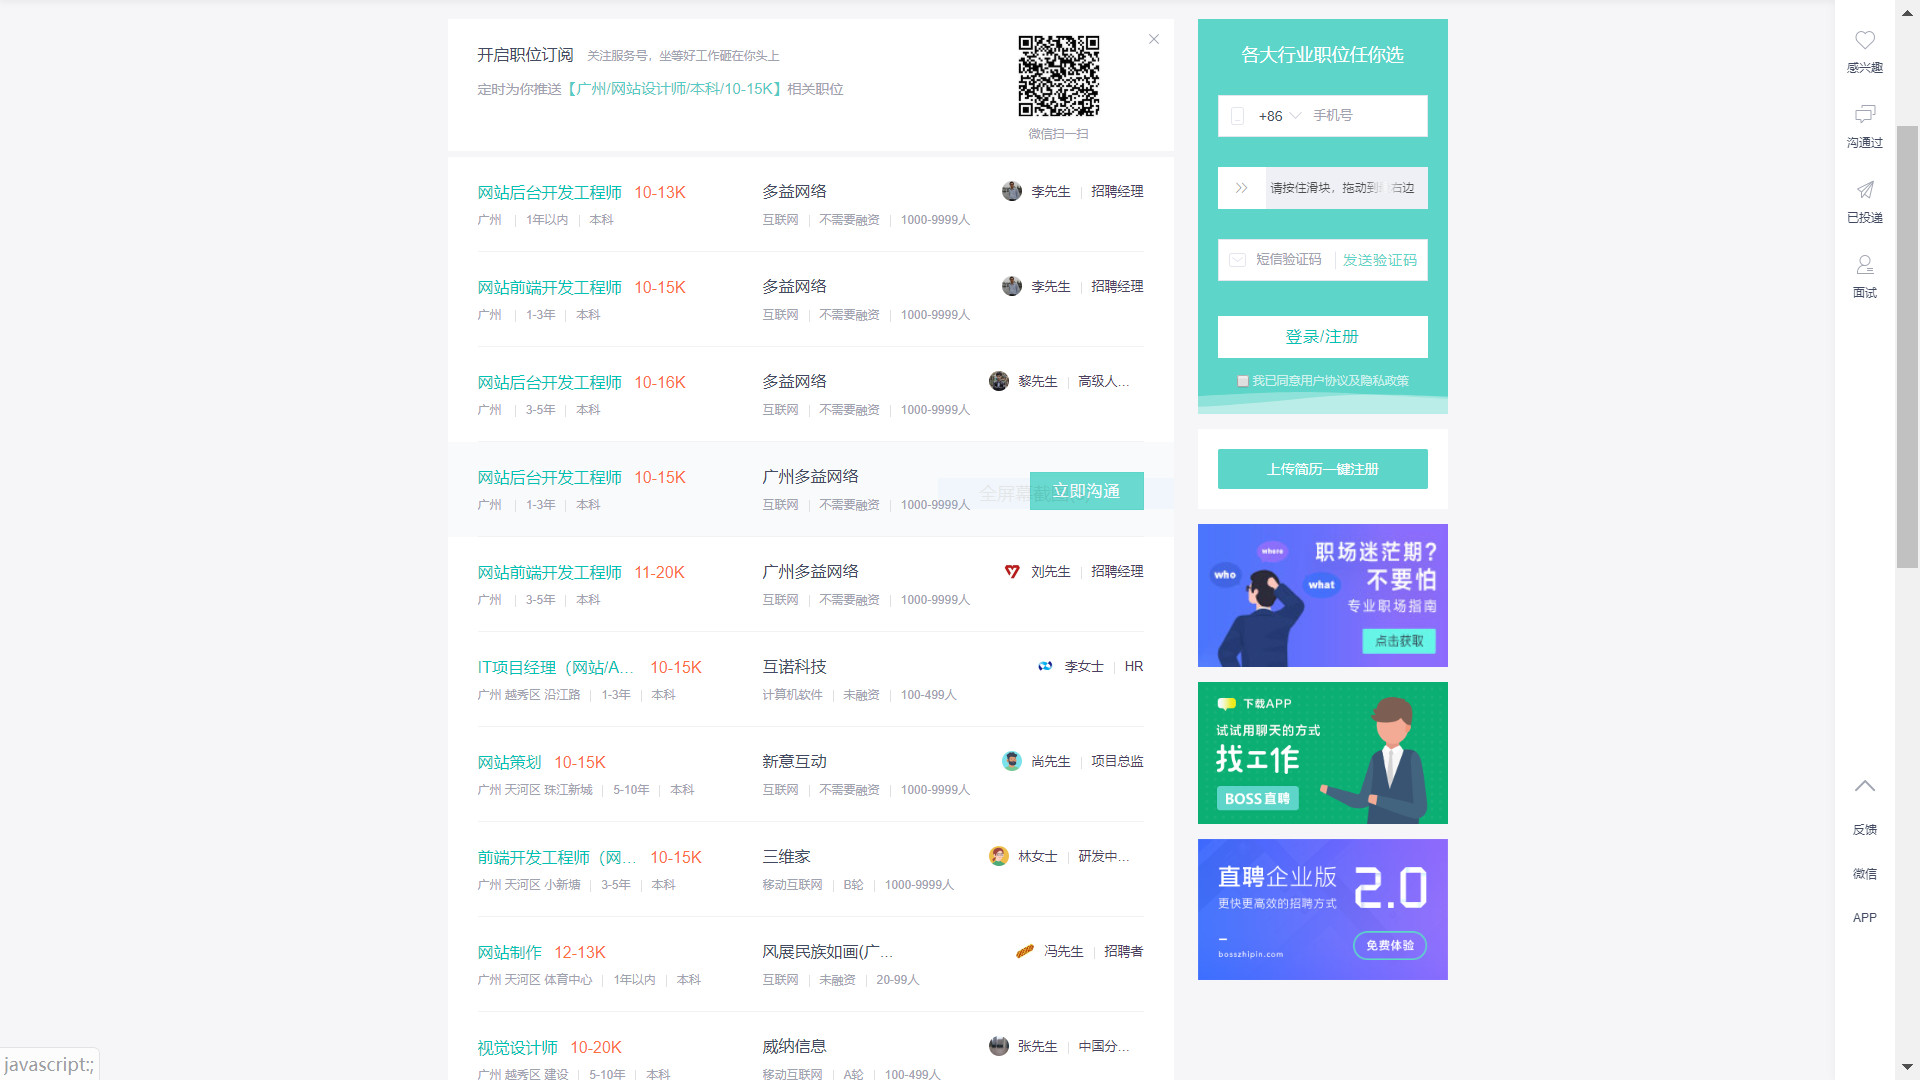 开启职位订阅 关注服务号，坐等好工作砸在你头上
定时为你推送【广州/网站设计师/本科/10-15K】相关职位
微信扫一扫
网站后台开发工程师 10-13K 多益网络 李先生 招聘经理
广州 1年以内 本科 互联网 不需要融资 1000-9999人
网站前端开发工程师 10-15K 多益网络 李先生 招聘经理
广州 1-3年 本科 互联网 不需要融资 1000-9999人
网站后台开发工程师 10-16K 多益网络 黎先生 高级人...
广州 3-5年 本科 互联网 不需要融资 1000-9999人
网站后台开发工程师 10-15K 广州多益网络 立即沟通
全屏幕截
广州 1-3年 本科 互联网 不需要融资 1000-9999人
网站前端开发工程师 11-20K 广州多益网络 刘先生 招聘经理
广州 3-5年 本科 互联网 不需要融资 1000-9999人
IT项目经理（网站/A... 10-15K 互诺科技 李女士 HR
广州 越秀区 沿江路 1-3年 本科 计算机软件 未融资 100-499人
网站策划 10-15K 新意互动 尚先生 项目总监
广州 天河区 珠江新城 5-10年 本科 互联网 不需要融资 1000-9999人
前端开发工程师（网... 10-15K 三维家 林女士 研发中...
广州 天河区 小新塘 3-5年 本科 移动互联网 B轮 1000-9999人
网站制作 12-13K 风展民族如画(广... 冯先生 招聘者
广州 天河区 体育中心 1年以内 本科 互联网 未融资 20-99人
视觉设计师 10-20K 威纳信息 张先生 中国分...
广州 越秀区 建设 5-10年 本科 移动互联网 A轮 100-499人
各大行业职位任你选
+86 手机号
请按住滑块，拖动到 右边
短信验证码 发送验证码
登录/注册
我已同意用户协议及隐私政策
上传简历一键注册
where
who
what
职场迷茫期?
不要怕
专业职场指南
点击获取
下载APP
试试用聊天的方式
找工作
BOSS直聘
直聘企业版 2.0
更快更高效的招聘方式
bosszhipin.com
免费体验
感兴趣
沟通过
已投递
面试
反馈
微信
APP
javascript:;